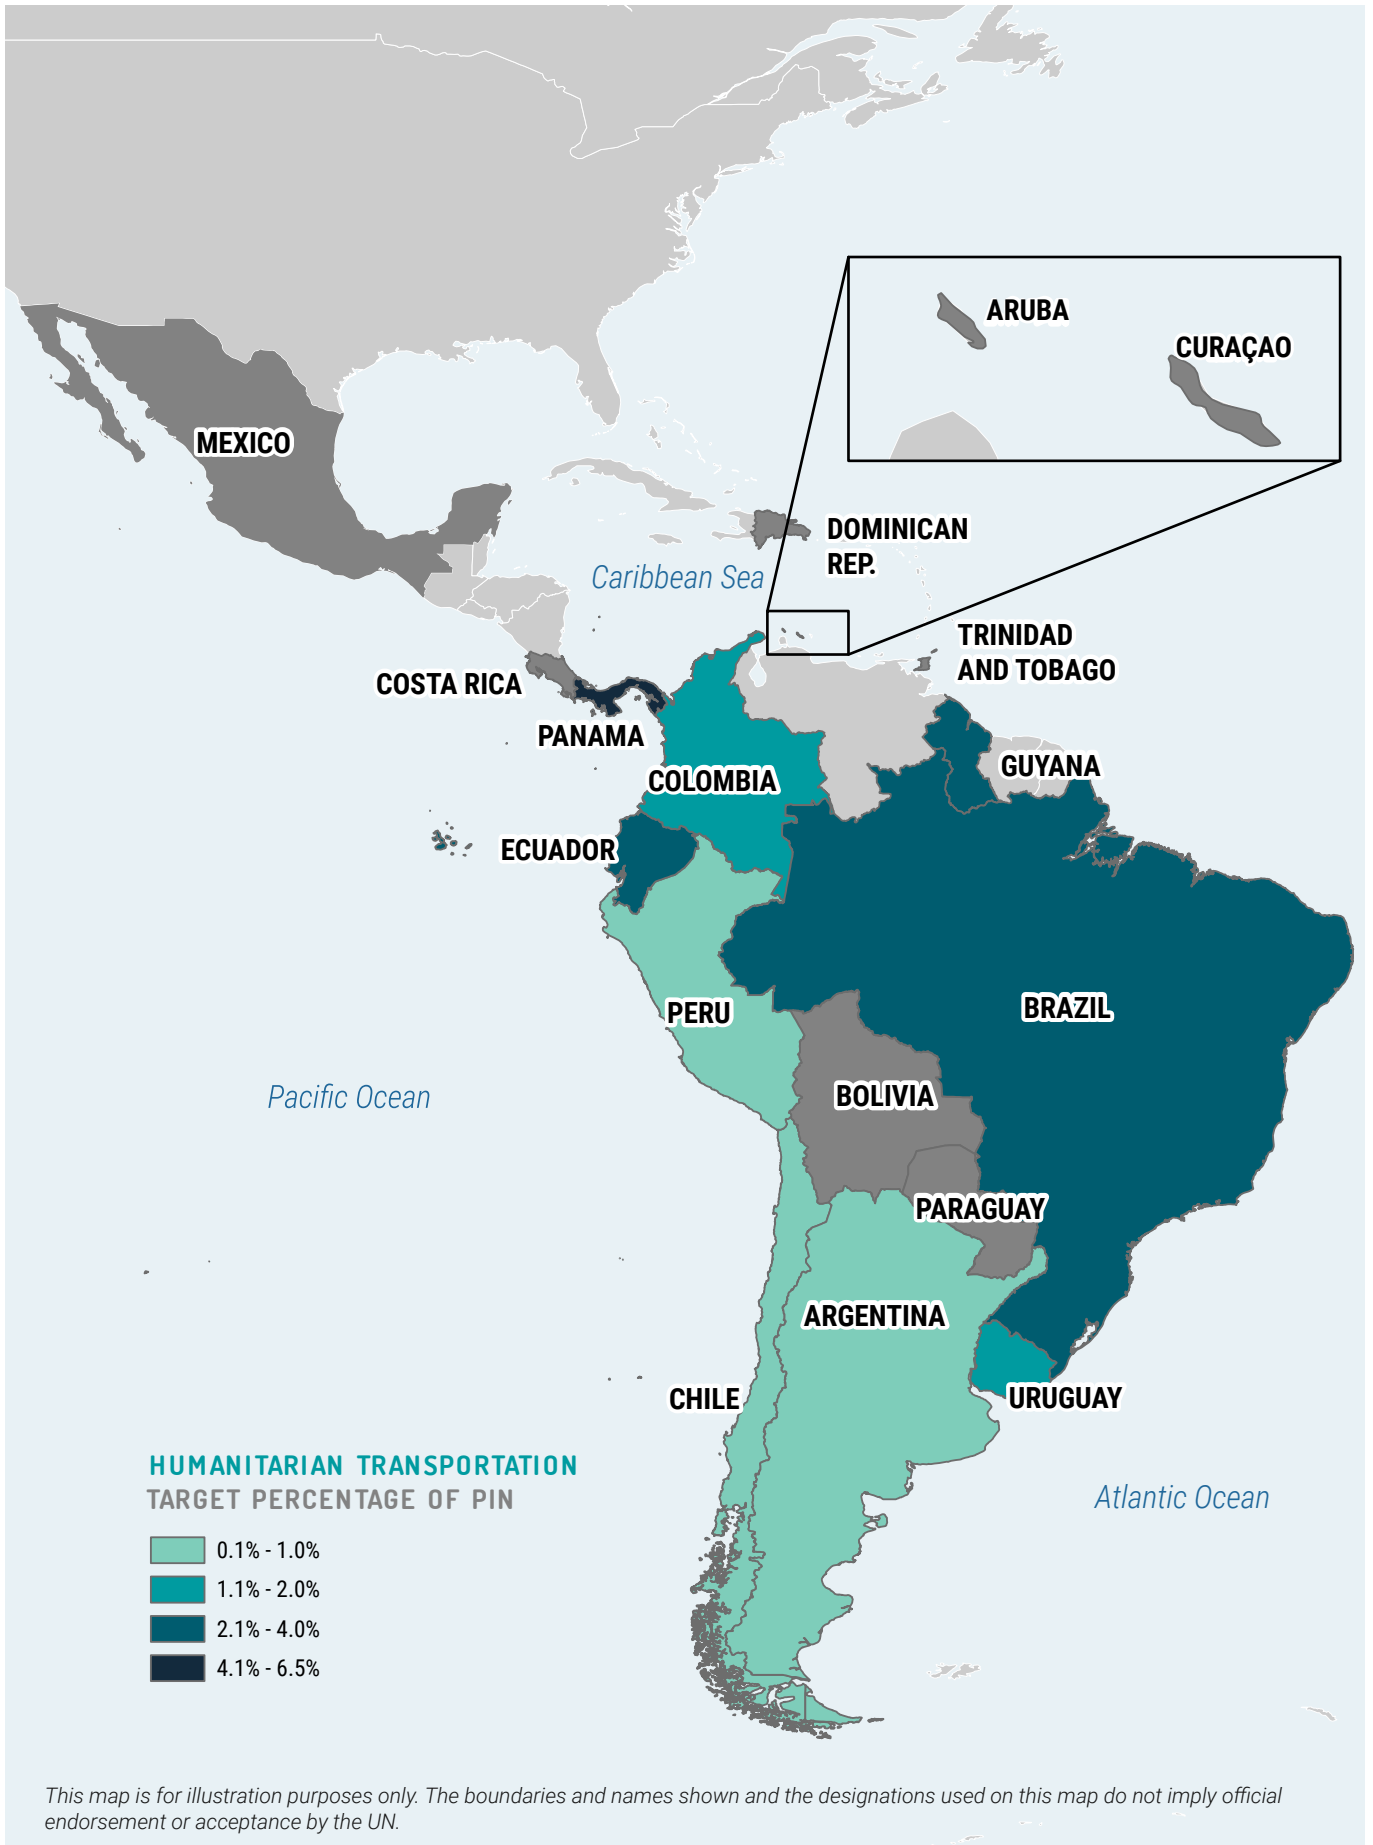 ARUBA
CURAÇAO
MEXICO
DOMINICAN
REP.
Caribbean Sea
TRINIDAD
AND TOBAGO
COSTA RICA
PANAMA
GUYANA
COLOMBIA
ECUADOR
BRAZIL
PERU
Pacific Ocean
BOLIVIA
PARAGUAY
ARGENTINA
CHILE
URUGUAY
HUMANITARIAN TRANSPORTATION
TARGET PERCENTAGE OF PIN
Atlantic Ocean
0.1% - 1.0%
1.1% - 2.0%
2.1% - 4.0%
4.1% - 6.5%
This map is for illustration purposes only. The boundaries and names shown and the designations used on this map do not imply official
endorsement or acceptance by the UN.